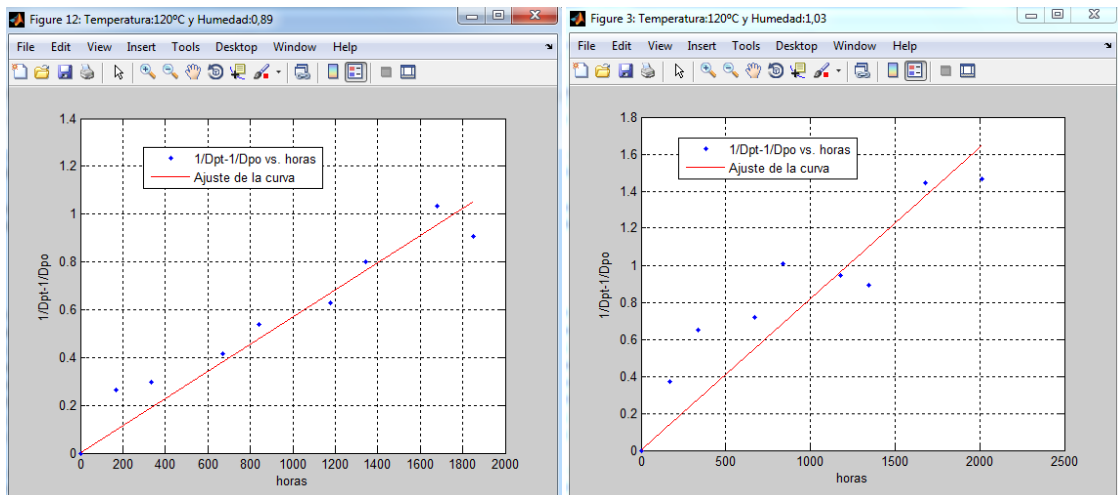 Figure 12: Temperatura:120ºC y Humedad:0,89
File Edit View Insert Tools Desktop Window Help
1.4
1.2
1
0.8
0.6
0.4
0.2
0
1/Dpt-1/Dpo
1/Dpt-1/Dpo vs. horas
Ajuste de la curva
0 200 400 600 800 1000 1200 1400 1600 1800 2000
horas
Figure 3: Temperatura:120ºC y Humedad:1,03
File Edit View Insert Tools Desktop Window Help
1.8
1.6
1.4
1.2
1
0.8
0.6
0.4
0.2
0
1/Dpt-1/Dpo
1/Dpt-1/Dpo vs. horas
Ajuste de la curva
0 500 1000 1500 2000 2500
horas